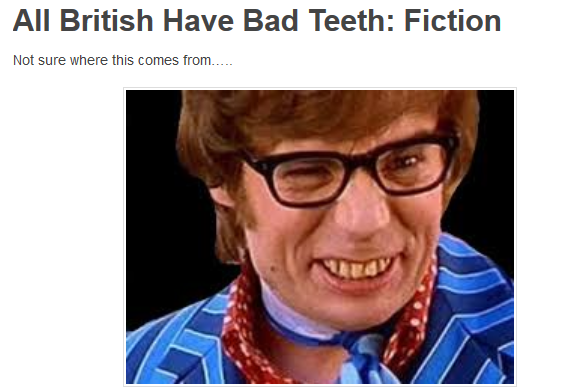 All British Have Bad Teeth: Fiction
Not sure where this comes from.....